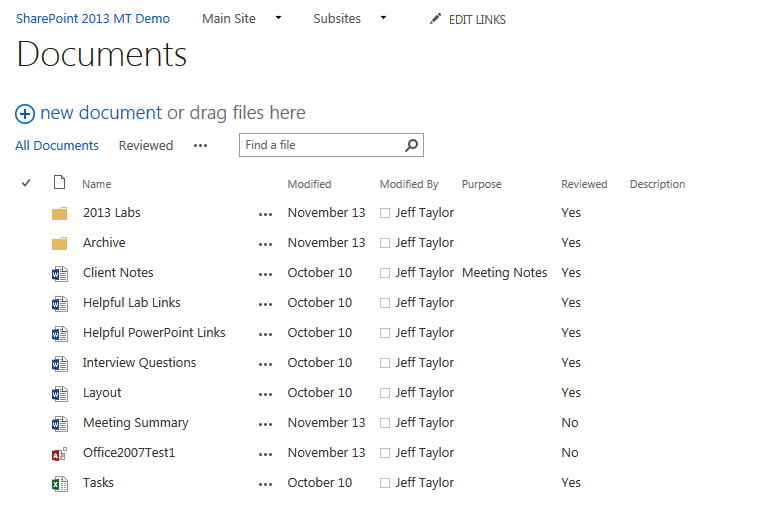 SharePoint 2013 MT Demo Main Site Subsites EDIT LINKS
Documents
new document or drag files here
All Documents Reviewed ••• Find a file
Name Modified Modified By Purpose Reviewed Description
2013 Labs ••• November 13 Jeff Taylor Yes
Archive ••• November 13 Jeff Taylor Yes
Client Notes ••• October 10 Jeff Taylor Meeting Notes Yes
Helpful Lab Links ••• October 10 Jeff Taylor Yes
Helpful PowerPoint Links ••• October 10 Jeff Taylor Yes
Interview Questions ••• October 10 Jeff Taylor Yes
Layout ••• October 10 Jeff Taylor Yes
Meeting Summary ••• November 13 Jeff Taylor No
Office2007Test1 ••• November 13 Jeff Taylor No
Tasks ••• October 10 Jeff Taylor Yes